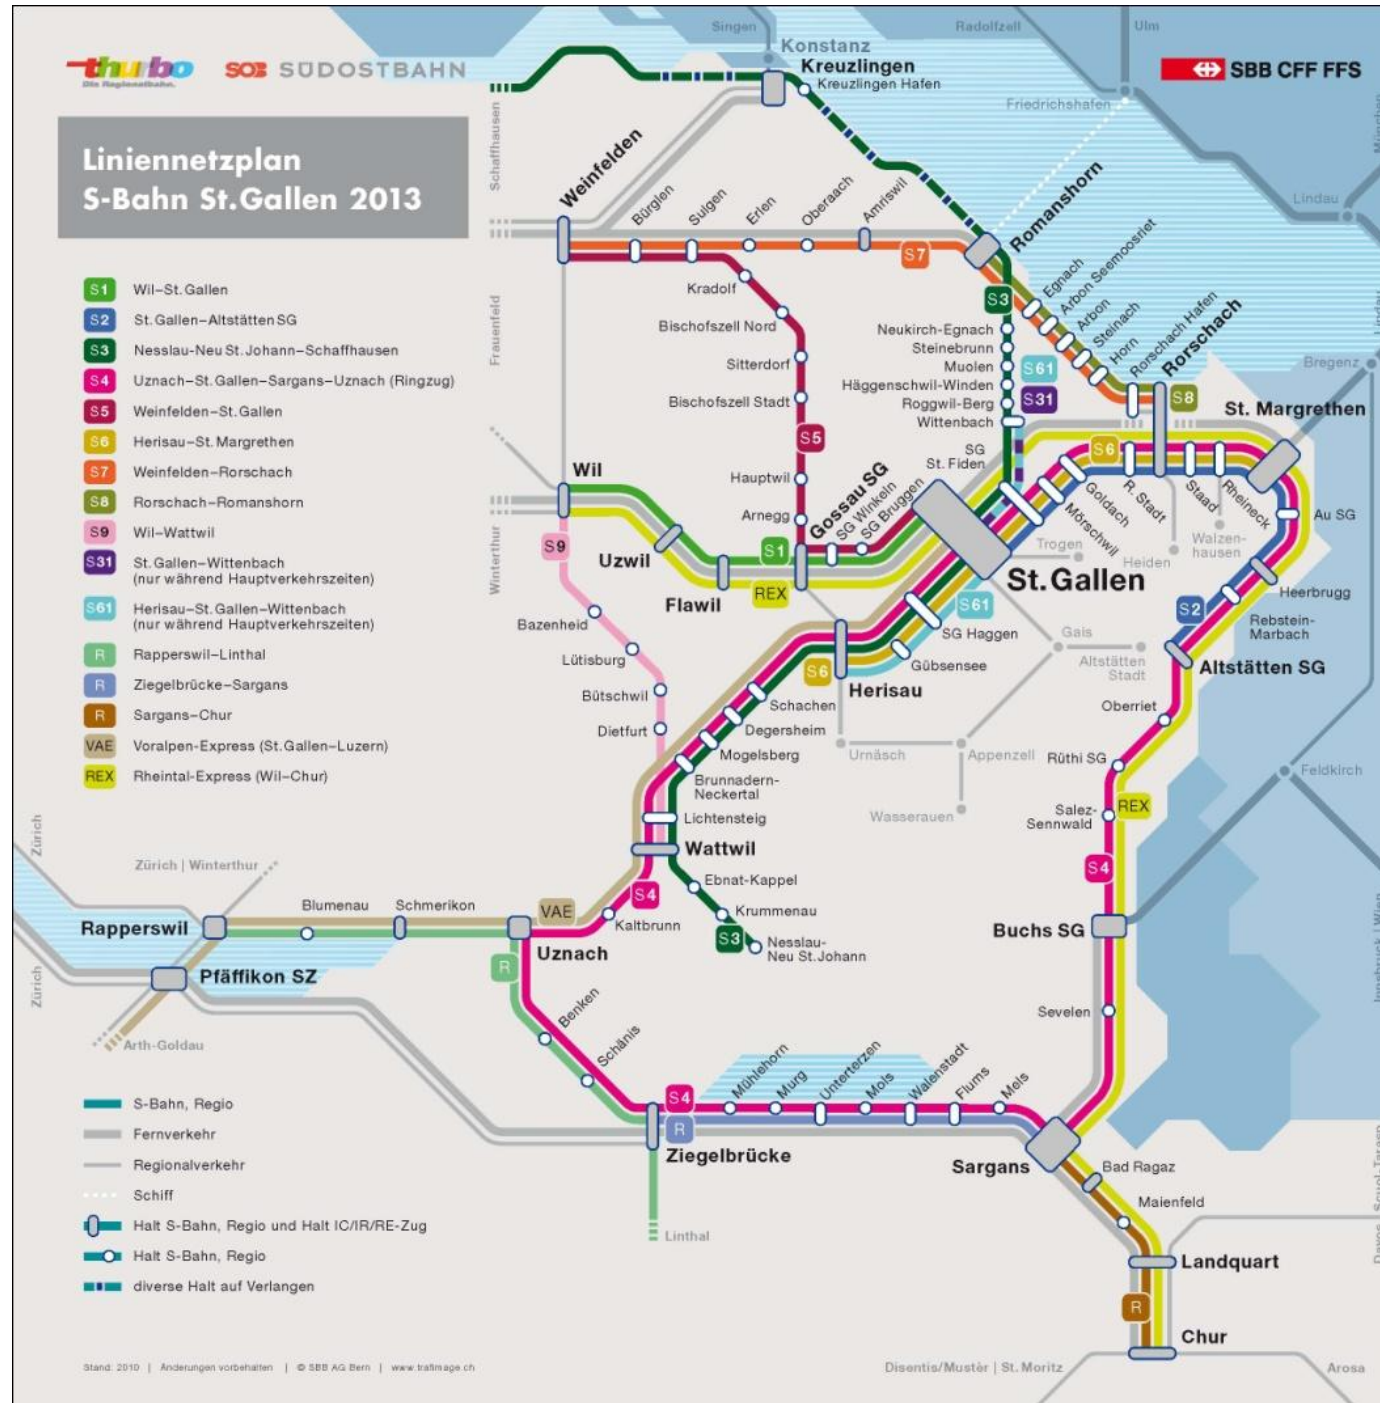 thurbo
Die Regionalbahn.
SOB SÜDOSTBAHN
SBB CFF FFS
Liniennetzplan
S-Bahn St.Gallen 2013
S1 Wil–St.Gallen
S2 St.Gallen–Altstätten SG
S3 Nesslau-Neu St.Johann–Schaffhausen
S4 Uznach–St.Gallen–Sargans–Uznach (Ringzug)
S5 Weinfelden–St.Gallen
S6 Herisau–St.Margrethen
S7 Weinfelden–Rorschach
S8 Rorschach–Romanshorn
S9 Wil–Wattwil
S31 St.Gallen–Wittenbach
(nur während Hauptverkehrszeiten)
S61 Herisau–St.Gallen–Wittenbach
(nur während Hauptverkehrszeiten)
R Rapperswil–Linthal
R Ziegelbrücke–Sargans
R Sargans–Chur
VAE Voralpen-Express (St.Gallen–Luzern)
REX Rheintal-Express (Wil–Chur)
Singen
Konstanz
Kreuzlingen
Kreuzlingen Hafen
Radolfzell
Ulm
Friedrichshafen
München
Lindau
Lindau
Bregenz
Schaffhausen
Frauenfeld
Winterthur
Weinfelden
Bürglen
Sulgen
Erlen
Oberaach
Amriswil
S7
Romanshorn
S3
Kradolf
Bischofszell Nord
Sitterdorf
Bischofszell Stadt
S5
Hauptwil
Arnegg
Neukirch-Egnach
Steinebrunn
Muolen
S61
Häggenschwil-Winden
Roggwil-Berg
S31
Wittenbach
SG
St. Fiden
Egnach
Arbon Seemoosriet
Arbon
Steinach
Horn
Rorschach Hafen
Rorschach
S8
St. Margrethen
S6
Goldach
Mörschwil
R. Stadt
Staad
Rheineck
Au SG
Walzen-
hausen
Heiden
Trogen
Heerbrugg
Rebstein-
Marbach
S2
Altstätten SG
Wil
S9
Uzwil
Flawil
S1
REX
Gossau SG
SG Winkeln
SG Bruggen
St.Gallen
S61
SG Haggen
Gübsensee
S6
Herisau
Gais
Altstätten
Stadt
Urnäsch
Appenzell
Wasserauen
Bazenheid
Lütisburg
Bütschwil
Dietfurt
Schachen
Degersheim
Mogelsberg
Brunnadern-
Neckertal
Lichtensteig
Wattwil
S4
Ebnat-Kappel
Krummenau
S3
Nesslau-
Neu St.Johann
Kaltbrunn
Oberriet
Rüthi SG
Salez-
Sennwald
REX
S4
Feldkirch
Buchs SG
Sevelen
Innsbruck | Wien
Zürich
Zürich | Winterthur
Rapperswil
Blumenau
Schmerikon
VAE
Uznach
R
Pfäffikon SZ
Zürich
Arth-Goldau
Benken
Schänis
S4
R
Ziegelbrücke
Linthal
Mühlehorn
Murg
Unterterzen
Mols
Walenstadt
Flums
Mels
Sargans
Bad Ragaz
Maienfeld
Landquart
R
Chur
Davos | Scuol-Tarasp
Disentis/Mustèr | St. Moritz
Arosa
S-Bahn, Regio
Fernverkehr
Regionalverkehr
Schiff
Halt S-Bahn, Regio und Halt IC/IR/RE-Zug
Halt S-Bahn, Regio
diverse Halt auf Verlangen
Stand: 2010 | Änderungen vorbehalten | © SBB AG Bern | www.trafimage.ch